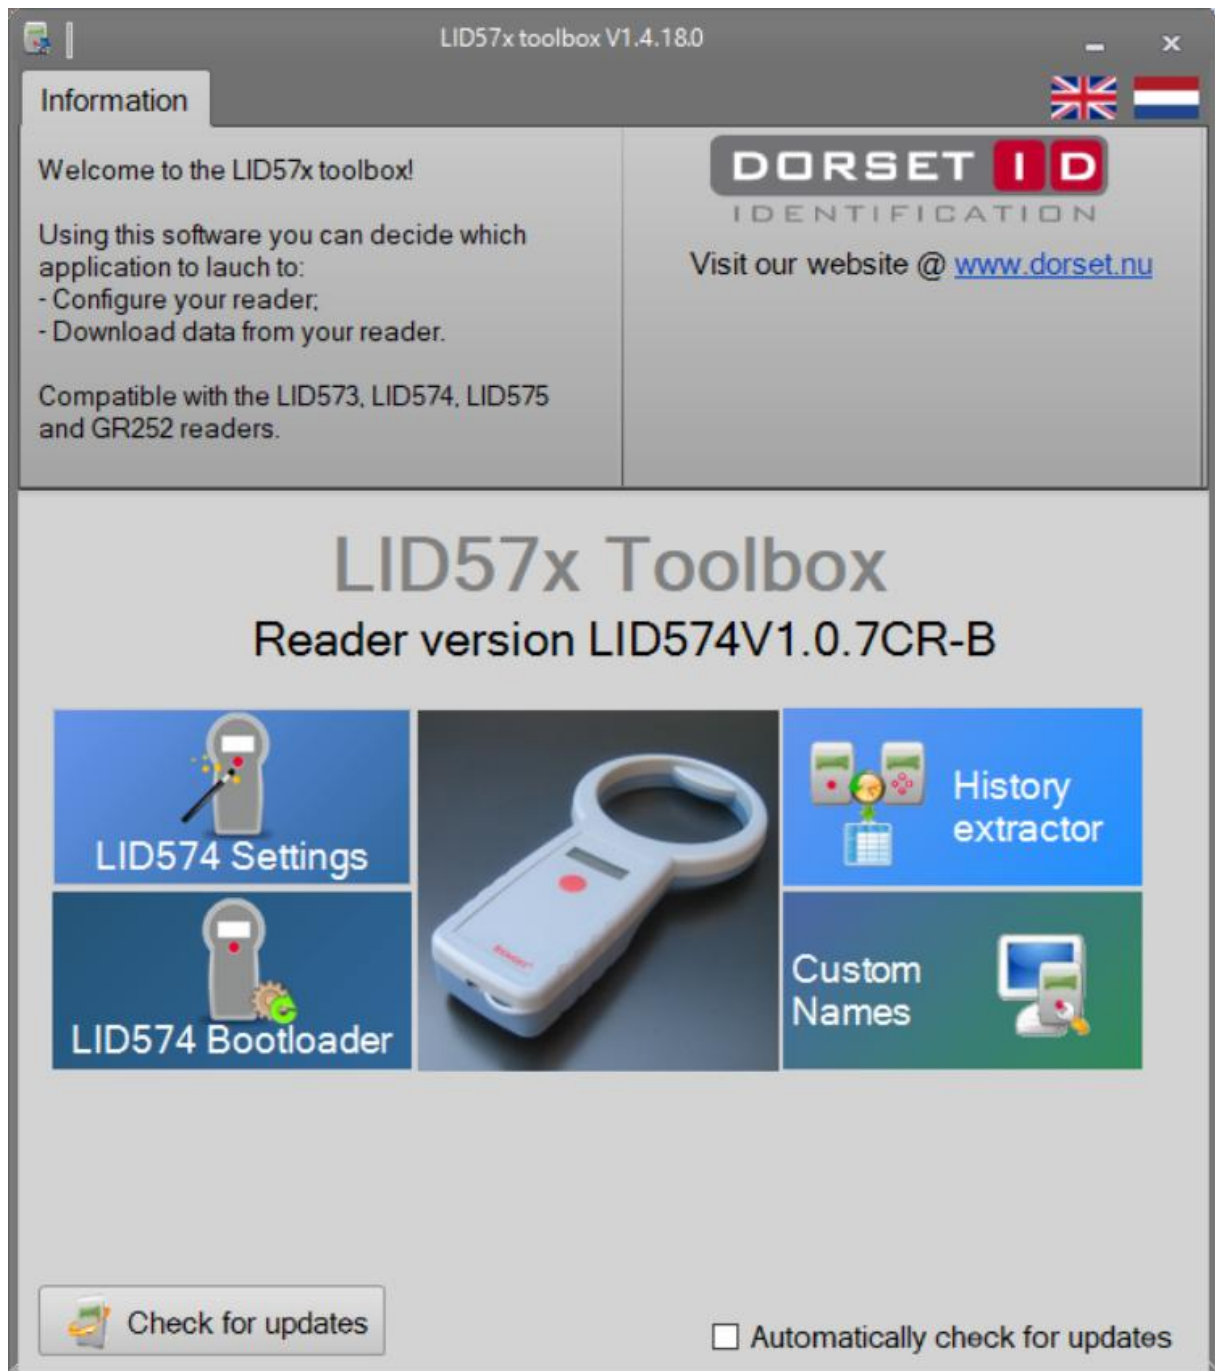 LID57x toolbox V1.4.18.0
Information
Welcome to the LID57x toolbox!
Using this software you can decide which
application to lauch to:
- Configure your reader;
- Download data from your reader.
Compatible with the LID573, LID574, LID575
and GR252 readers.
DORSET ID
IDENTIFICATION
Visit our website @ www.dorset.nu
LID57x Toolbox
Reader version LID574V1.0.7CR-B
LID574 Settings
LID574 Bootloader
DORSET
History
extractor
Custom
Names
Check for updates
Automatically check for updates